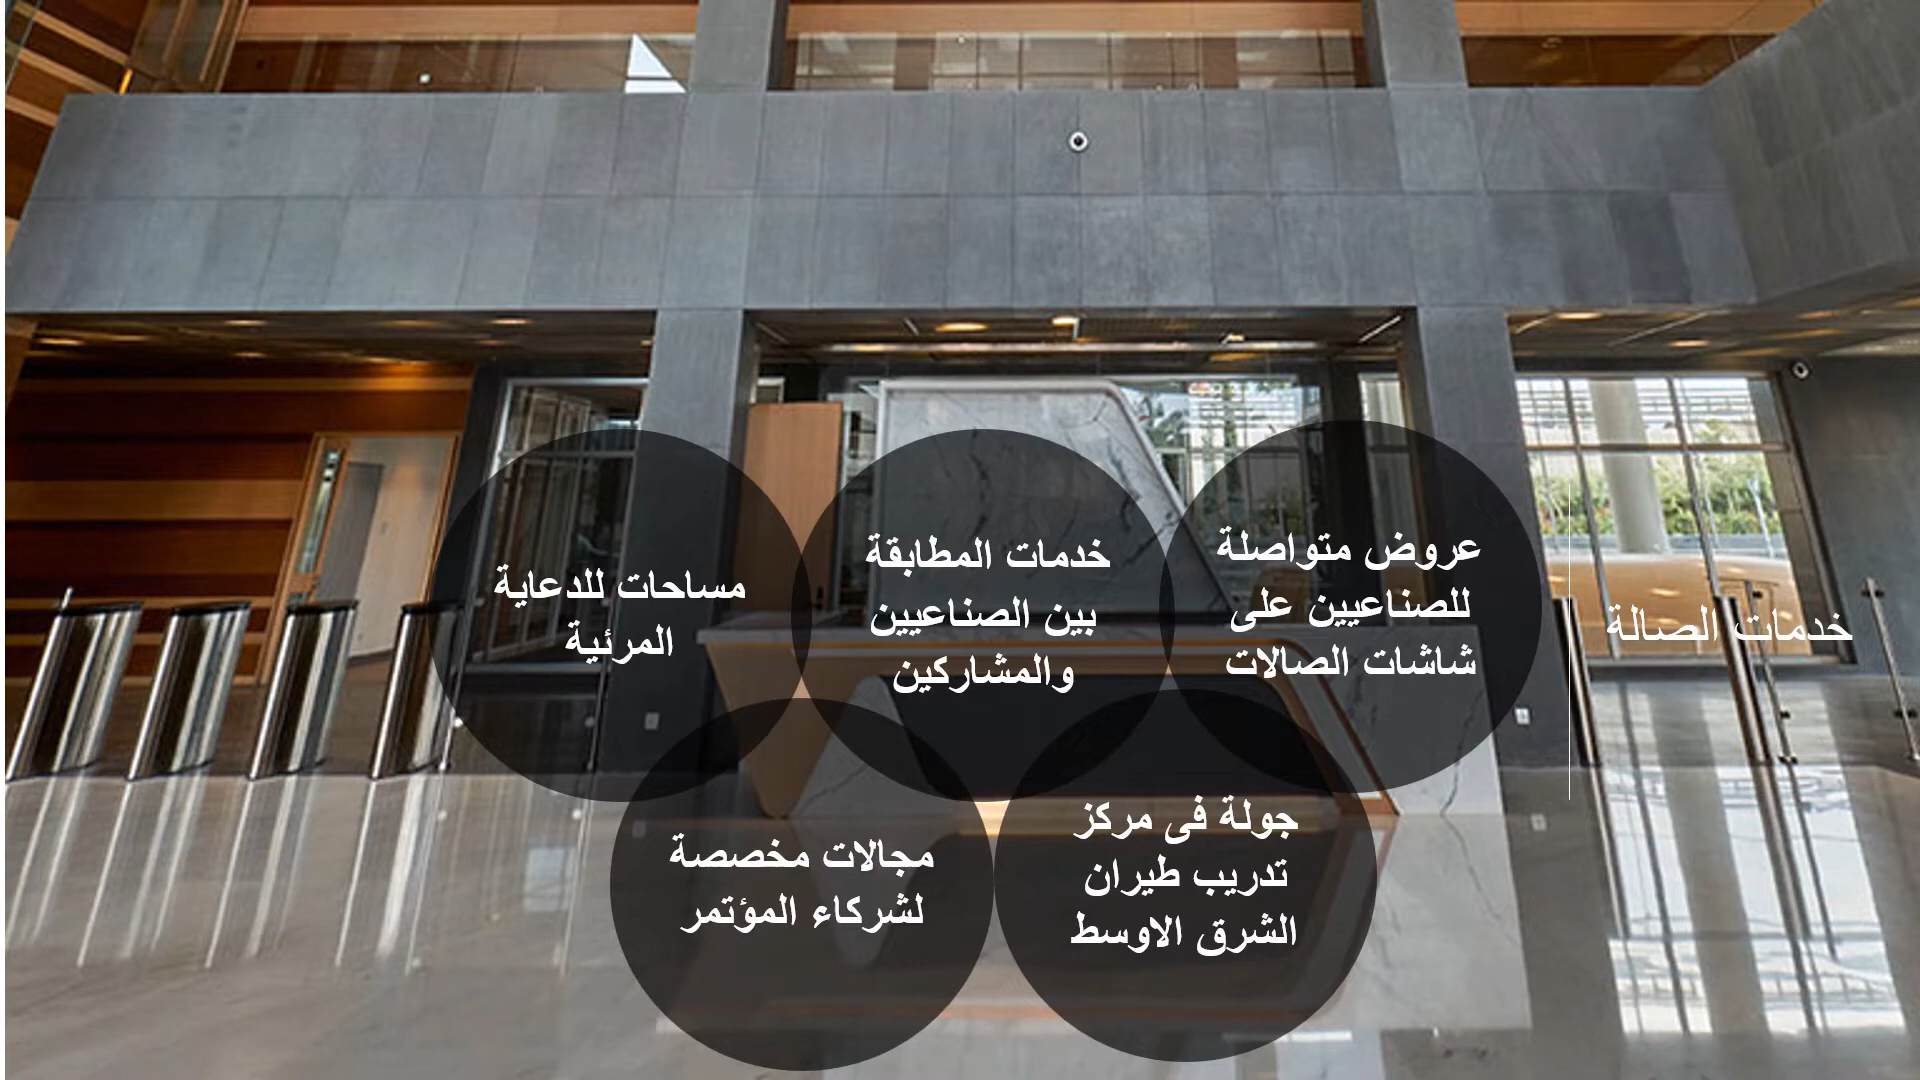 خدمات الصالة
عروض متواصلة
للصناعيين على
شاشات الصالات
خدمات المطابقة
بين الصناعيين
والمشاركين
مساحات للدعاية
المرئية
جولة فى مركز
تدريب طيران
الشرق الاوسط
مجالات مخصصة
لشركاء المؤتمر